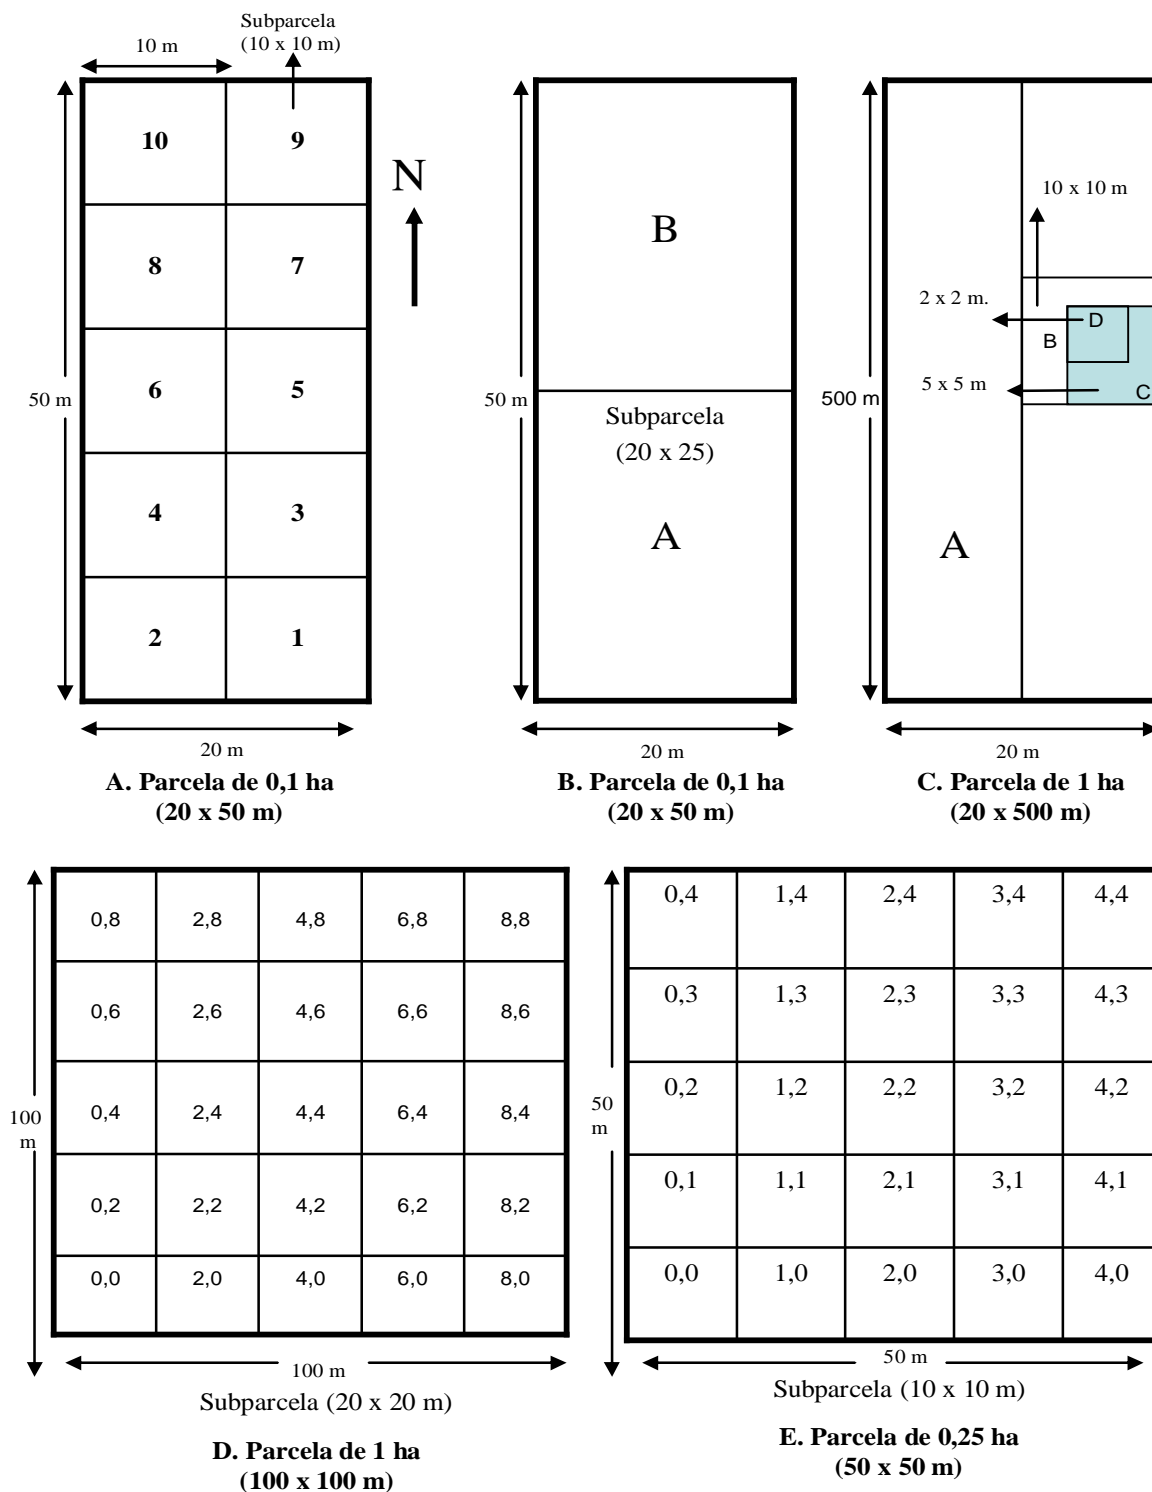 Subparcela
(10 x 10 m)
10 m
10
9
8
7
6
5
4
3
2
1
50 m
20 m
A. Parcela de 0,1 ha
(20 x 50 m)
N
B
50 m
Subparcela
(20 x 25)
A
20 m
B. Parcela de 0,1 ha
(20 x 50 m)
10 x 10 m
2 x 2 m.
D
B
5 x 5 m
C
500 m
A
20 m
C. Parcela de 1 ha
(20 x 500 m)
0,8 2,8 4,8 6,8 8,8
0,6 2,6 4,6 6,6 8,6
0,4 2,4 4,4 6,4 8,4
100
m
0,2 2,2 4,2 6,2 8,2
0,0 2,0 4,0 6,0 8,0
100 m
Subparcela (20 x 20 m)
D. Parcela de 1 ha
(100 x 100 m)
0,4 1,4 2,4 3,4 4,4
0,3 1,3 2,3 3,3 4,3
0,2 1,2 2,2 3,2 4,2
50
m
0,1 1,1 2,1 3,1 4,1
0,0 1,0 2,0 3,0 4,0
50 m
Subparcela (10 x 10 m)
E. Parcela de 0,25 ha
(50 x 50 m)